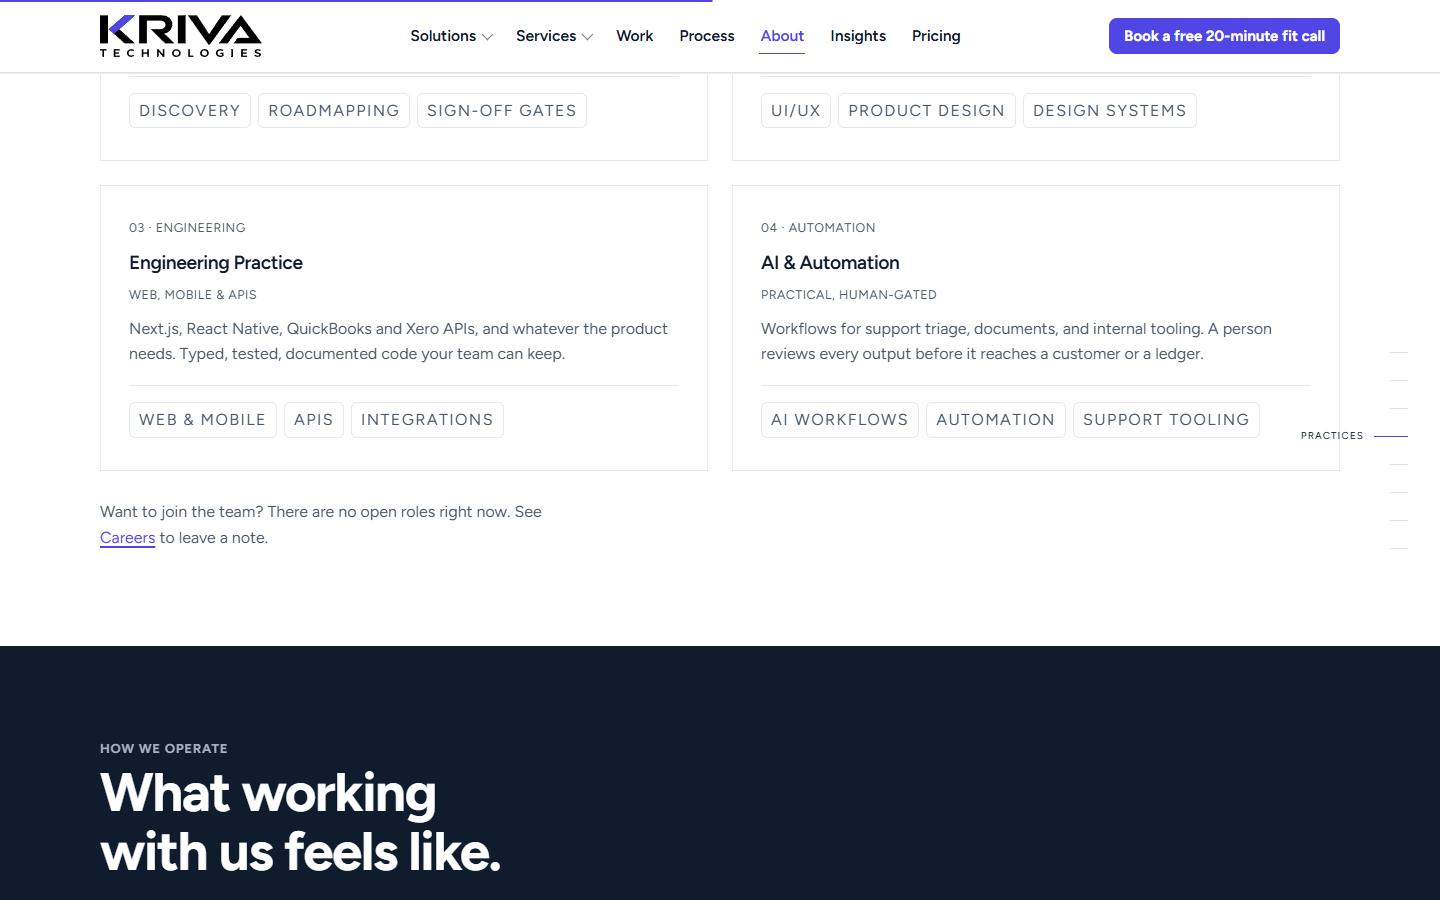 KRIVA
TECHNOLOGIES
Solutions
Services
Work
Process
About
Insights
Pricing
Book a free 20-minute fit call
DISCOVERY
ROADMAPPING
SIGN-OFF GATES
UI/UX
PRODUCT DESIGN
DESIGN SYSTEMS
03 · ENGINEERING
Engineering Practice
WEB, MOBILE & APIS
Next.js, React Native, QuickBooks and Xero APIs, and whatever the product
needs. Typed, tested, documented code your team can keep.
WEB & MOBILE
APIS
INTEGRATIONS
04 · AUTOMATION
AI & Automation
PRACTICAL, HUMAN-GATED
Workflows for support triage, documents, and internal tooling. A person
reviews every output before it reaches a customer or a ledger.
AI WORKFLOWS
AUTOMATION
SUPPORT TOOLING
PRACTICES
Want to join the team? There are no open roles right now. See
Careers to leave a note.
HOW WE OPERATE
What working
with us feels like.